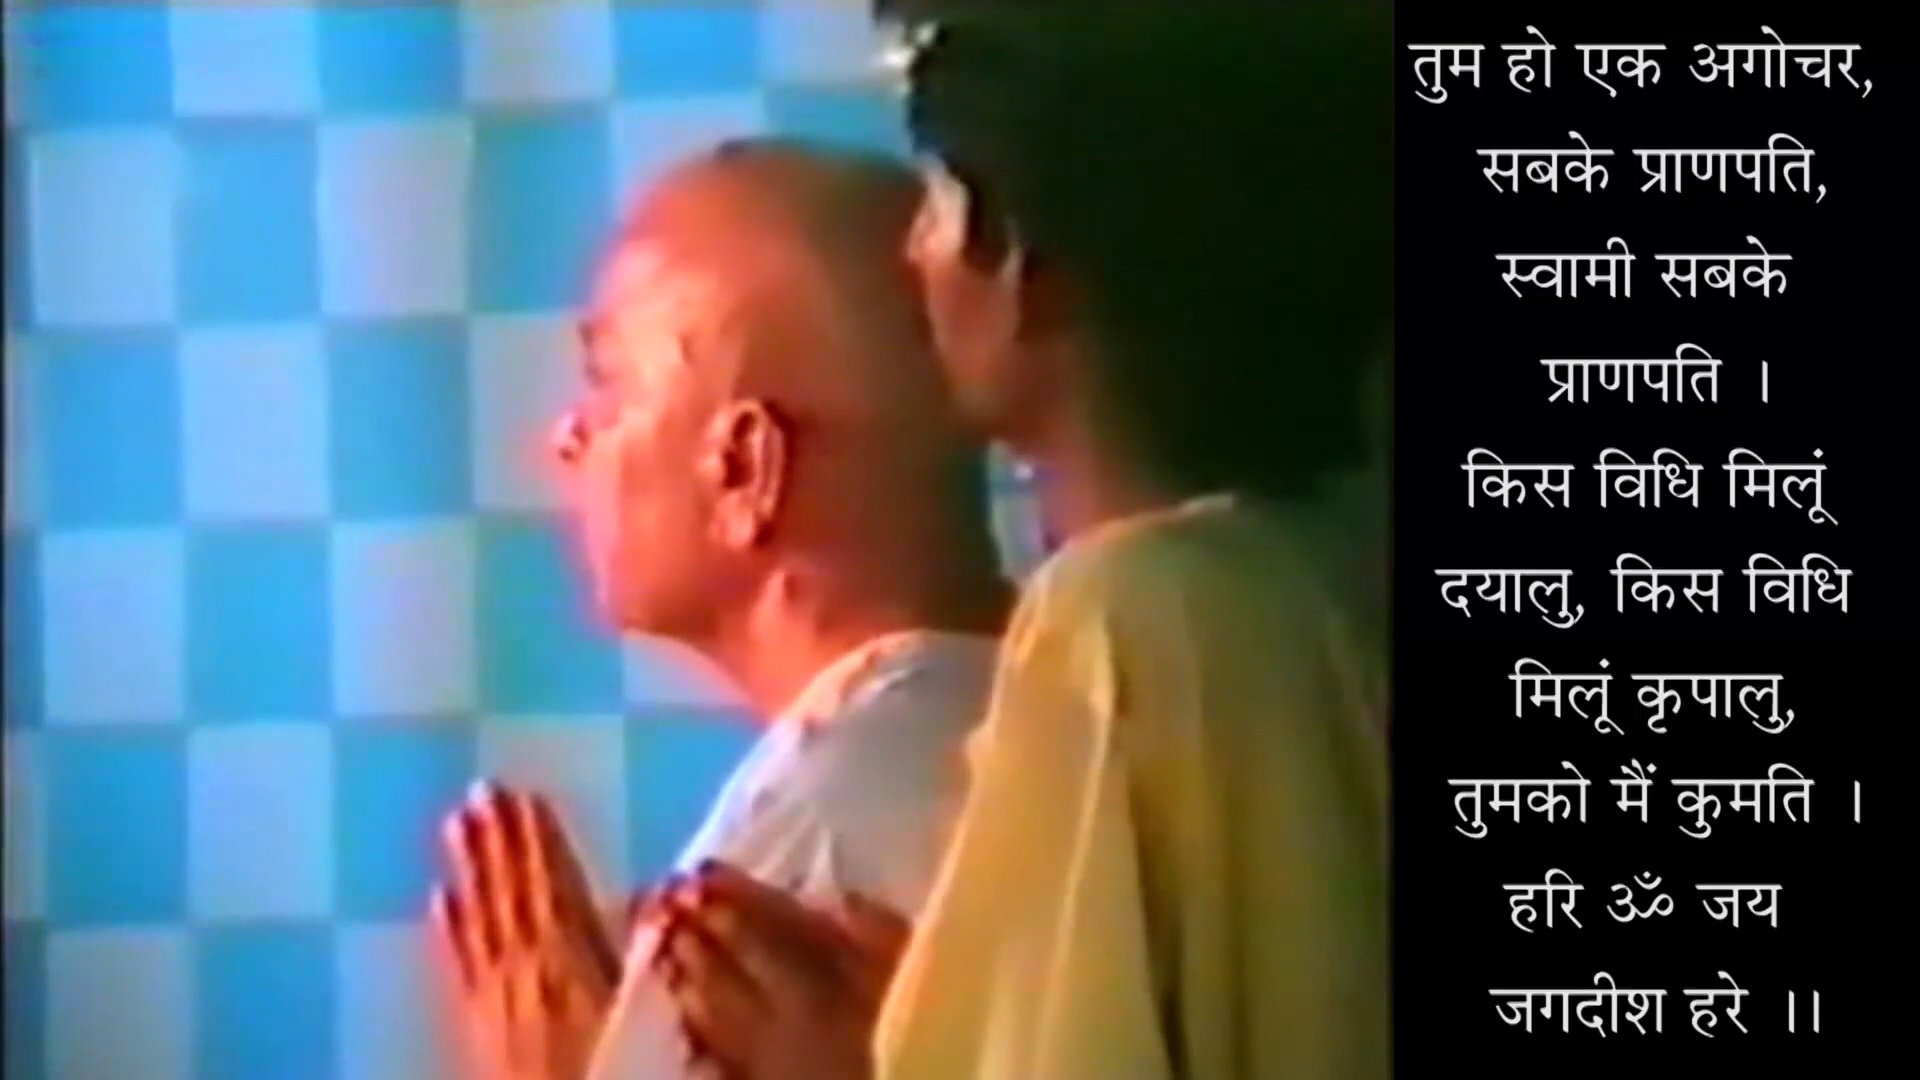 तुम हो एक अगोचर,
सबके प्राणपति,
स्वामी सबके
प्राणपति ।
किस विधि मिलूं
दयालु, किस विधि
मिलूं कृपालु,
तुमको मैं कुमति ।
हरि ॐ जय
जगदीश हरे ।।